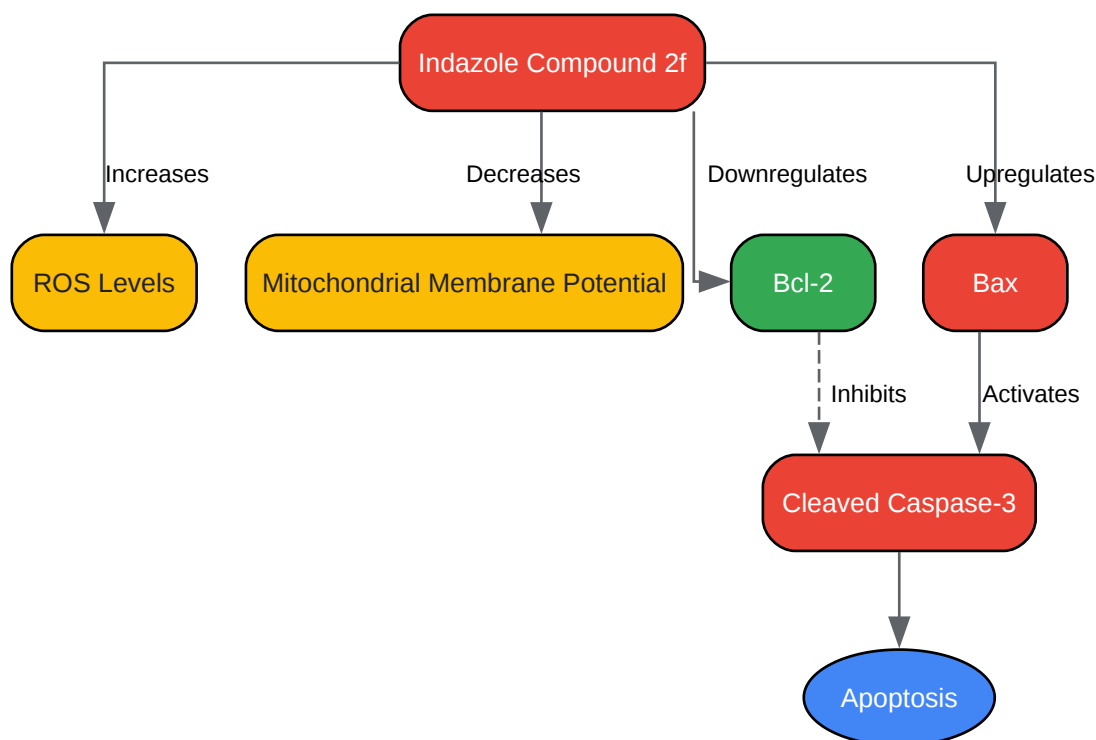 Indazole Compound 2f
Increases
Decreases
Downregulates
Upregulates
ROS Levels
Mitochondrial Membrane Potential
Bcl-2
Bax
Inhibits
Activates
Cleaved Caspase-3
Apoptosis